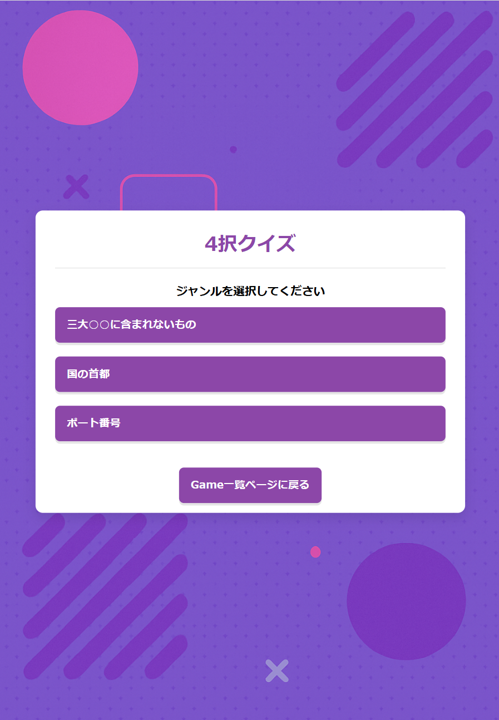 4択クイズ
ジャンルを選択してください
三大○○に含まれないもの
国の首都
ポート番号
Game一覧ページに戻る